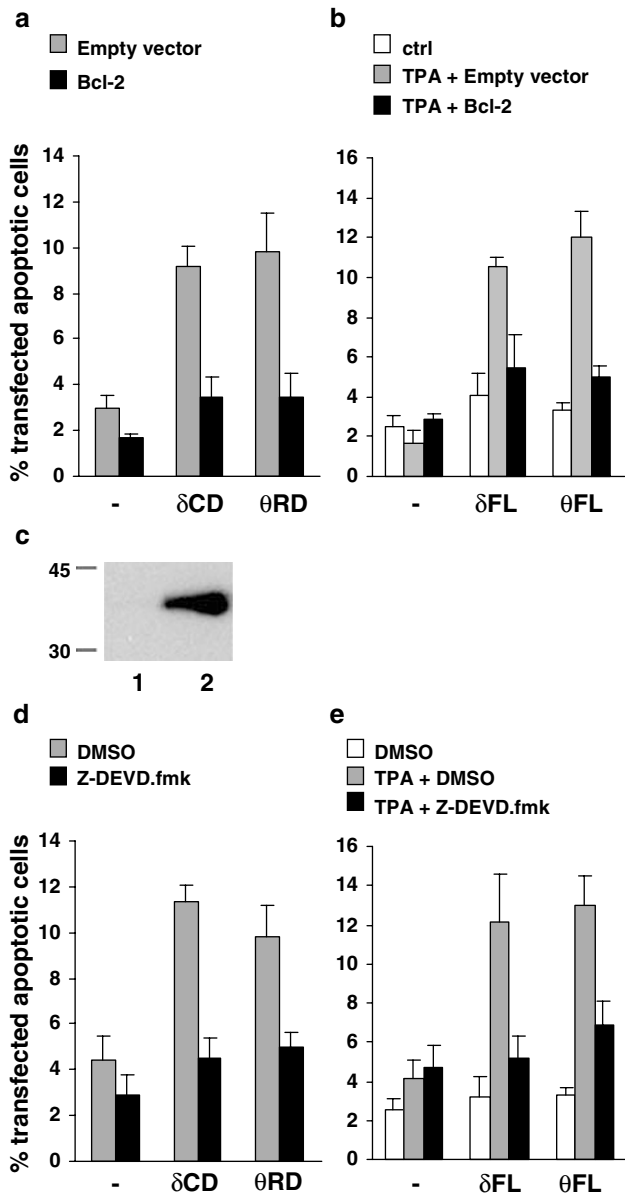 a
Empty vector
Bcl-2
% transfected apoptotic cells
14
12
10
8
6
4
2
0
- δCD θRD
b
ctrl
TPA + Empty vector
TPA + Bcl-2
16
14
12
10
8
6
4
2
0
- δFL θFL
c
45
30
1 2
d
DMSO
Z-DEVD.fmk
% transfected apoptotic cells
14
12
10
8
6
4
2
0
- δCD θRD
e
DMSO
TPA + DMSO
TPA + Z-DEVD.fmk
16
14
12
10
8
6
4
2
0
- δFL θFL